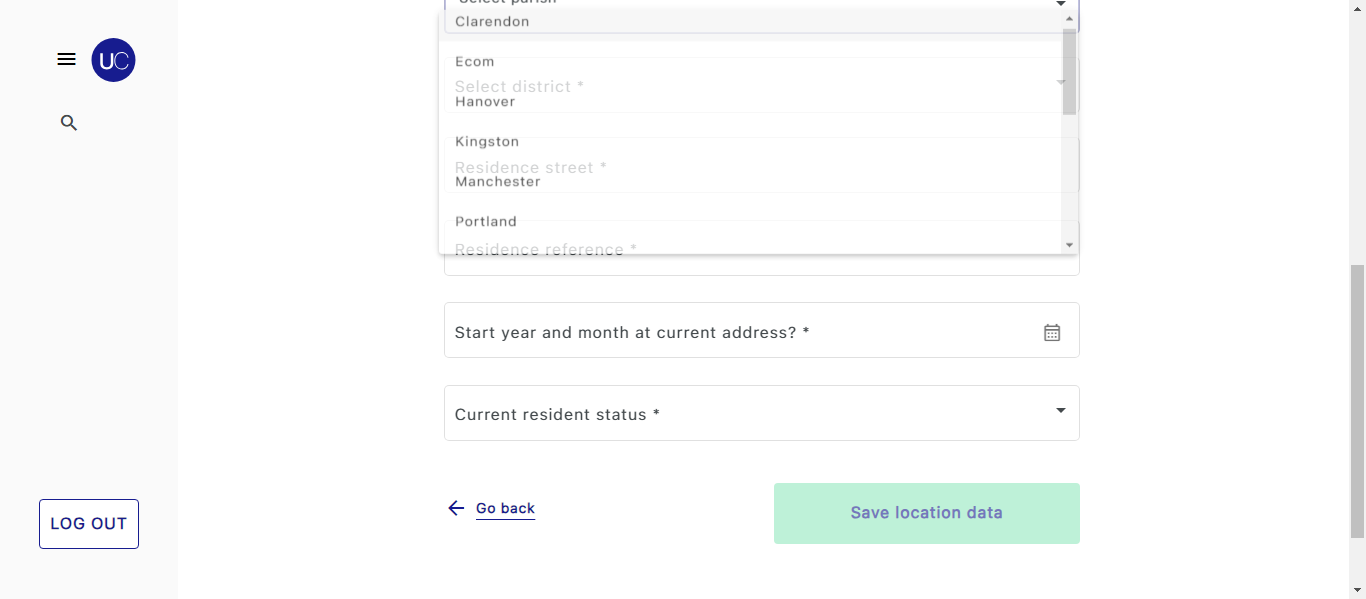 Select parish
Clarendon
UC
Ecom
Select district *
Hanover
Kingston
Residence street *
Manchester
Portland
Residence reference *
Start year and month at current address? *
Current resident status *
Go back
Save location data
LOG OUT